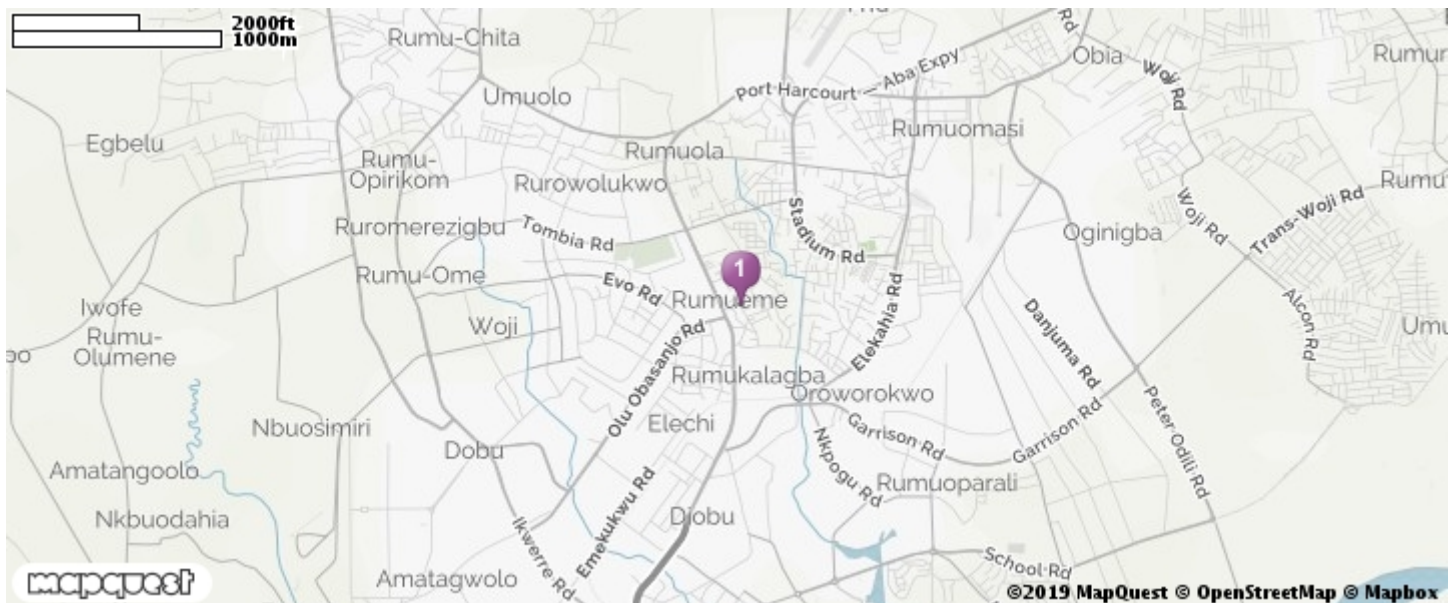 2000ft
1000m
Rumu-Chita
Rd
Obia
Woji Rd
Port Harcourt — Aba Expy
Umuolo
Egbelu
Rumuomasi
Rumu-
Opirikom
Rumuola
Rurowolukwo
Ruromerezigbu
Tombia Rd
Stadium Rd
Oginigba
Woji Rd
Trans-Woji Rd
Rumu-Ome
Evo Rd
1
Rumueme
Iwofe
Rumu-
Olumene
Woji
Olu Obasanjo Rd
Elekahia Rd
Danjuma Rd
Alcon Rd
Rumukalagba
Oroworokwo
Nbuosimiri
Elechi
Garrison Rd
Garrison Rd
Peter Odili Rd
Dobu
Amatangoolo
Nkpogu Rd
Rumuoparali
Nkbuodahia
Emekukwu Rd
Djobu
Ikwerre Rd
Amatagwolo
School Rd
mapquest
©2019 MapQuest © OpenStreetMap © Mapbox